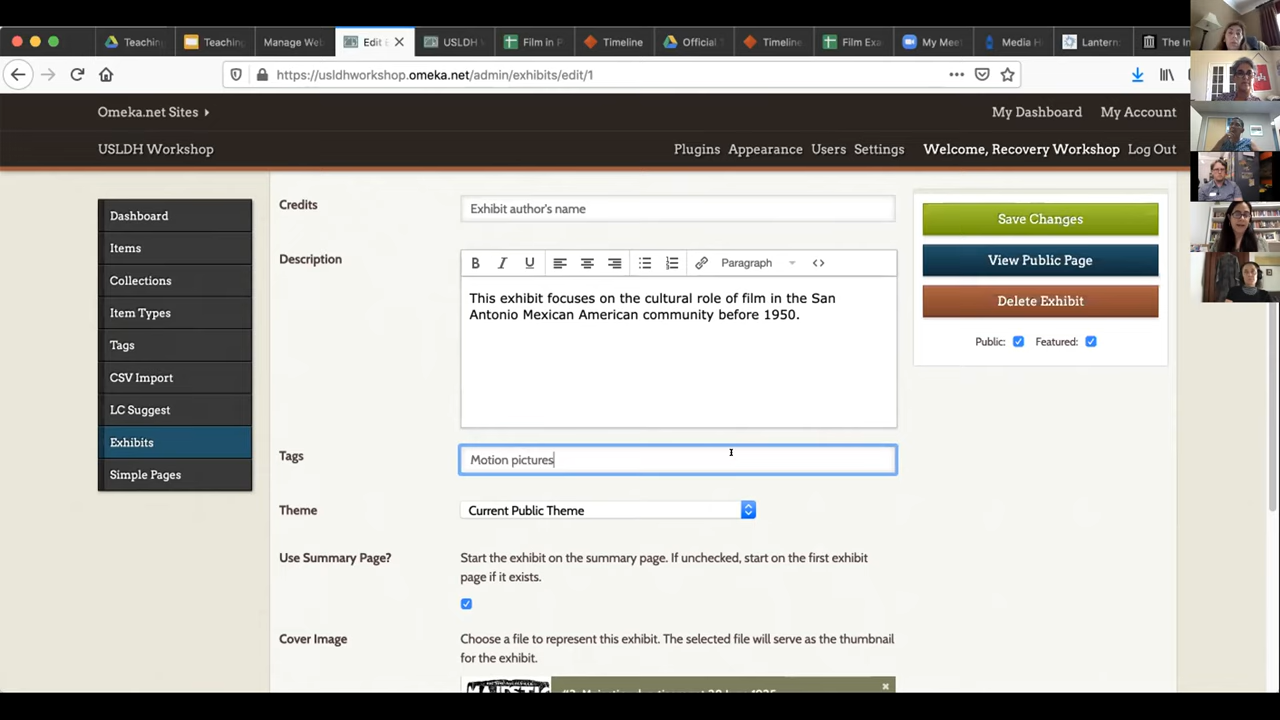 Teaching
Teaching
Manage Wel
Edit E
USLDH
Film in P
Timeline
Official
Timeline
Film Exa
My Meet
Media H
Lantern:
The In
https://usldhworkshop.omeka.net/admin/exhibits/edit/1
Omeka.net Sites
My Dashboard
My Account
USLDH Workshop
Plugins
Appearance
Users
Settings
Welcome, Recovery Workshop
Log Out
Dashboard
Items
Collections
Item Types
Tags
CSV Import
LC Suggest
Exhibits
Simple Pages
Credits
Exhibit author's name
Description
B I U
Paragraph
This exhibit focuses on the cultural role of film in the San
Antonio Mexican American community before 1950.
Tags
Motion pictures
Theme
Current Public Theme
Use Summary Page?
Start the exhibit on the summary page. If unchecked, start on the first exhibit
page if it exists.
Cover Image
Choose a file to represent this exhibit. The selected file will serve as the thumbnail
for the exhibit.
MAJESTIC
Save Changes
View Public Page
Delete Exhibit
Public:
Featured: